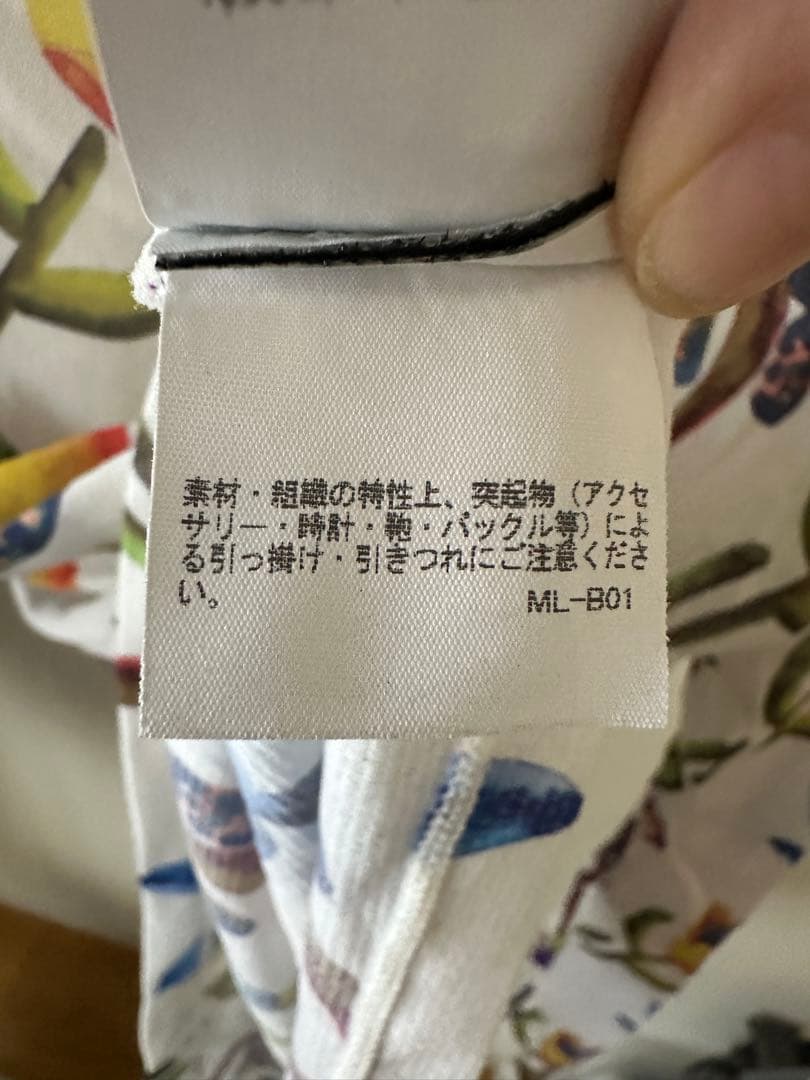 素材・組織の特性上、突起物（アクセ
サリー・時計・鞄・バックル等）によ
る引っ掛け・引きつれにご注意くださ
い。
ML-B01